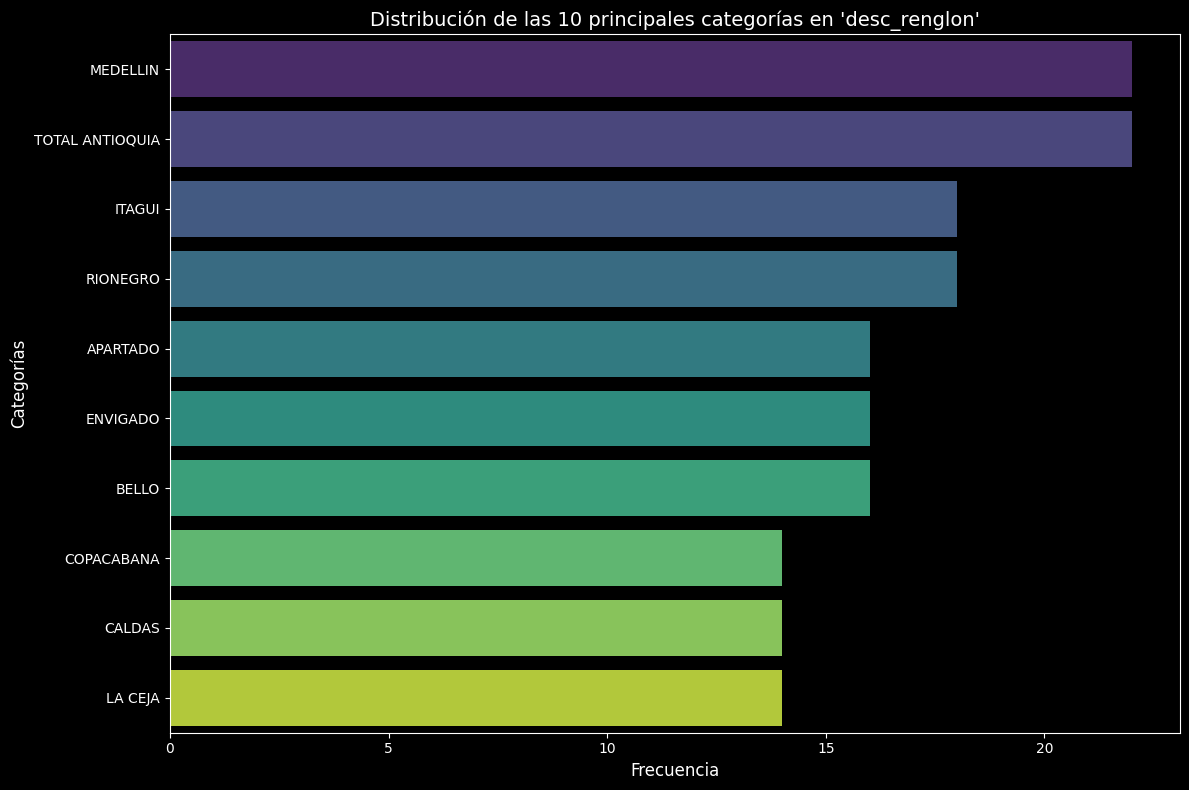 Distribución de las 10 principales categorías en 'desc_renglon'
Categorías
MEDELLIN
TOTAL ANTIOQUIA
ITAGUI
RIONEGRO
APARTADO
ENVIGADO
BELLO
COPACABANA
CALDAS
LA CEJA
0 5 10 15 20
Frecuencia